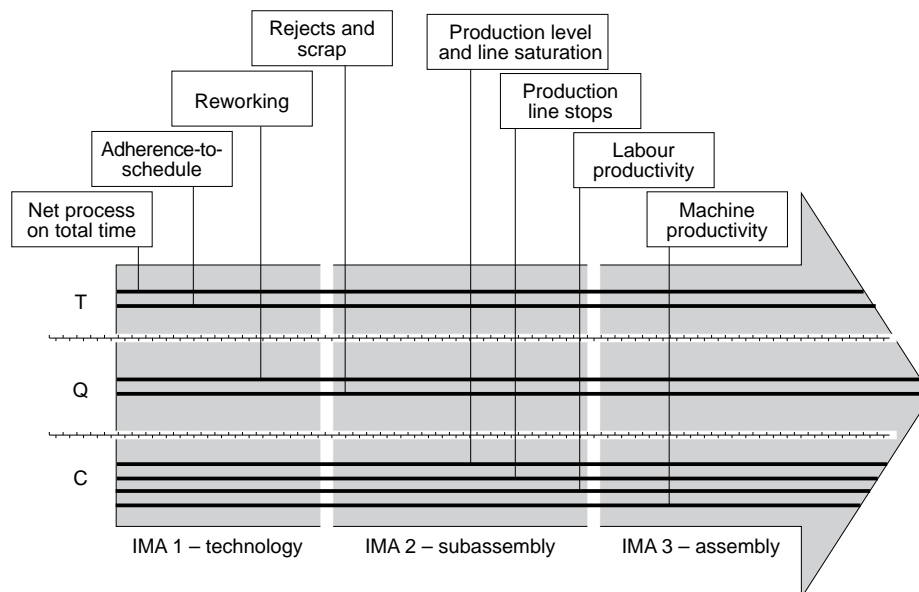 Rejects and
scrap
Production level
and line saturation
Reworking
Production
line stops
Adherence-to-
schedule
Labour
productivity
Net process
on total time
Machine
productivity
T
Q
C
IMA 1 – technology
IMA 2 – subassembly
IMA 3 – assembly